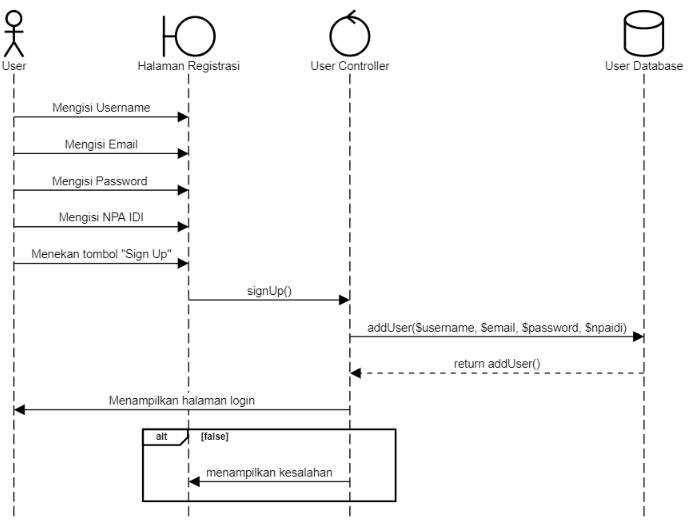 User
Halaman Registrasi
User Controller
User Database
Mengisi Username
Mengisi Email
Mengisi Password
Mengisi NPA IDI
Menekan tombol "Sign Up"
signUp()
addUser($username, $email, $password, $npaidi)
return addUser()
Menampilkan halaman login
alt [false]
menampilkan kesalahan